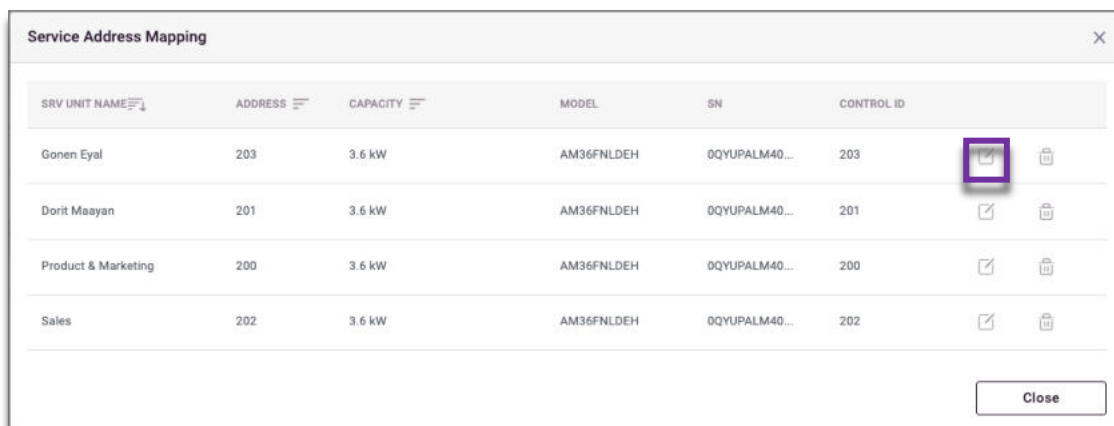 Service Address Mapping
SRV UNIT NAME ADDRESS CAPACITY MODEL SN CONTROL ID
Gonen Eyal 203 3.6 kW AM36FNLDEH 0QYUPALM40... 203
Dorit Maayan 201 3.6 kW AM36FNLDEH 0QYUPALM40... 201
Product & Marketing 200 3.6 kW AM36FNLDEH 0QYUPALM40... 200
Sales 202 3.6 kW AM36FNLDEH 0QYUPALM40... 202
Close